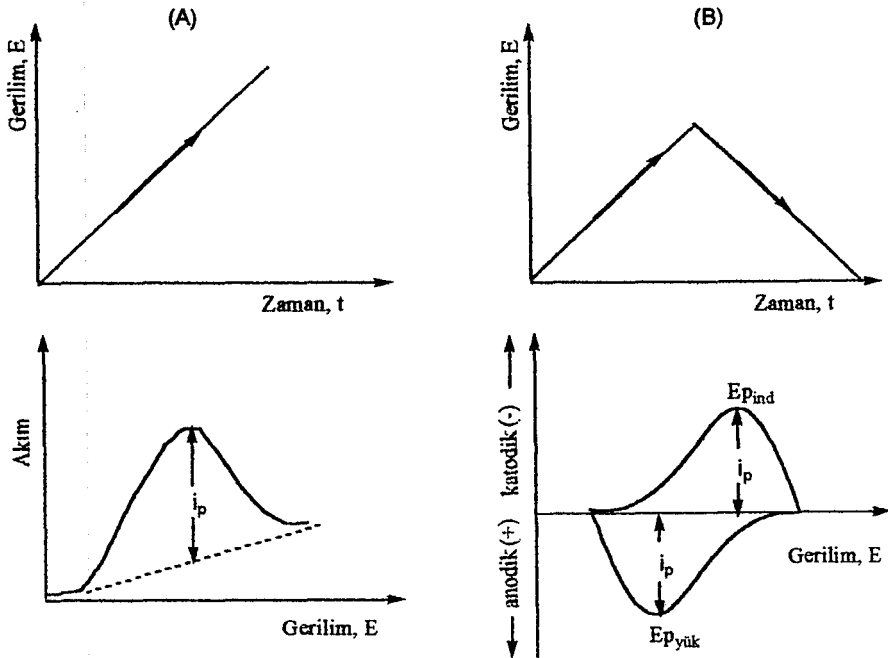 (A)
Gerilim, E
Zaman, t
(B)
Gerilim, E
Zaman, t
Akım
i_p
Gerilim, E
anodik (+) katodik (-)
Ep_ind
i_p
i_p
Gerilim, E
Ep_yük